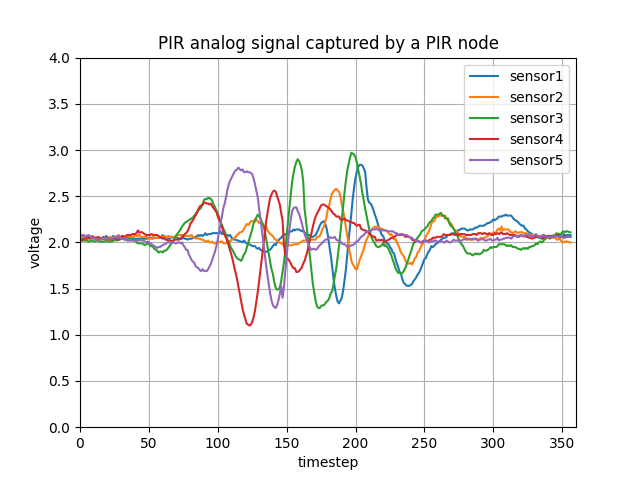 PIR analog signal captured by a PIR node
4.0
3.5
3.0
2.5
2.0
1.5
1.0
0.5
0.0
voltage
sensor1
sensor2
sensor3
sensor4
sensor5
0 50 100 150 200 250 300 350
timestep